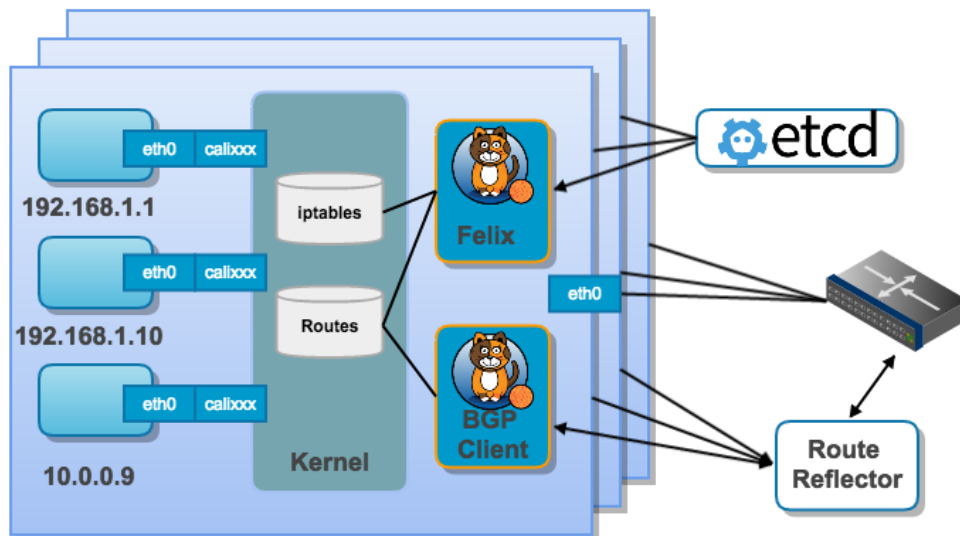 eth0
calixxx
192.168.1.1
eth0
calixxx
192.168.1.10
eth0
calixxx
10.0.0.9
iptables
Routes
Kernel
Felix
BGP
Client
eth0
etcd
Route
Reflector